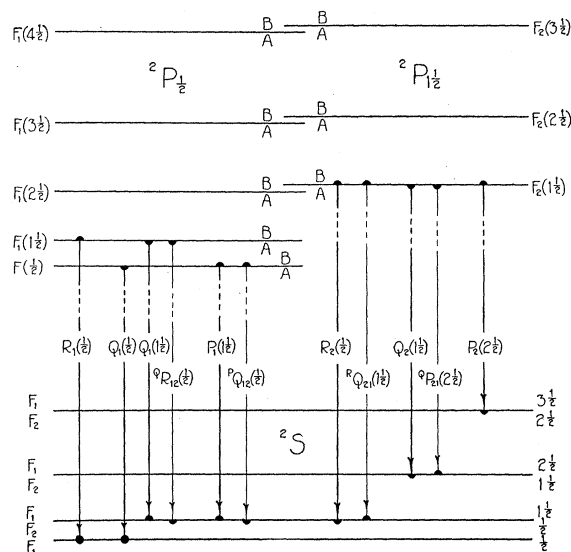 B B
F₁(4½) A A F₂(3½)
²P½ ²P1½
B B
F₁(3½) A A F₂(2½)
B B
F₁(2½) A A F₂(1½)
B
F₁(1½) A
B
F(½) A
R₁(½) Q₁(½) Q₁(1½) P₁(1½) R₂(½) Q₂(1½) P₂(2½)
ᵠR₁₂(½) ᴾQ₁₂(½) ᴿQ₂₁(1½) ᵠP₂₁(2½)
F₁ 3½
F₂ 2½
²S
F₁ 2½
F₂ 1½
F₁ 1½
F₂ ½
F₁